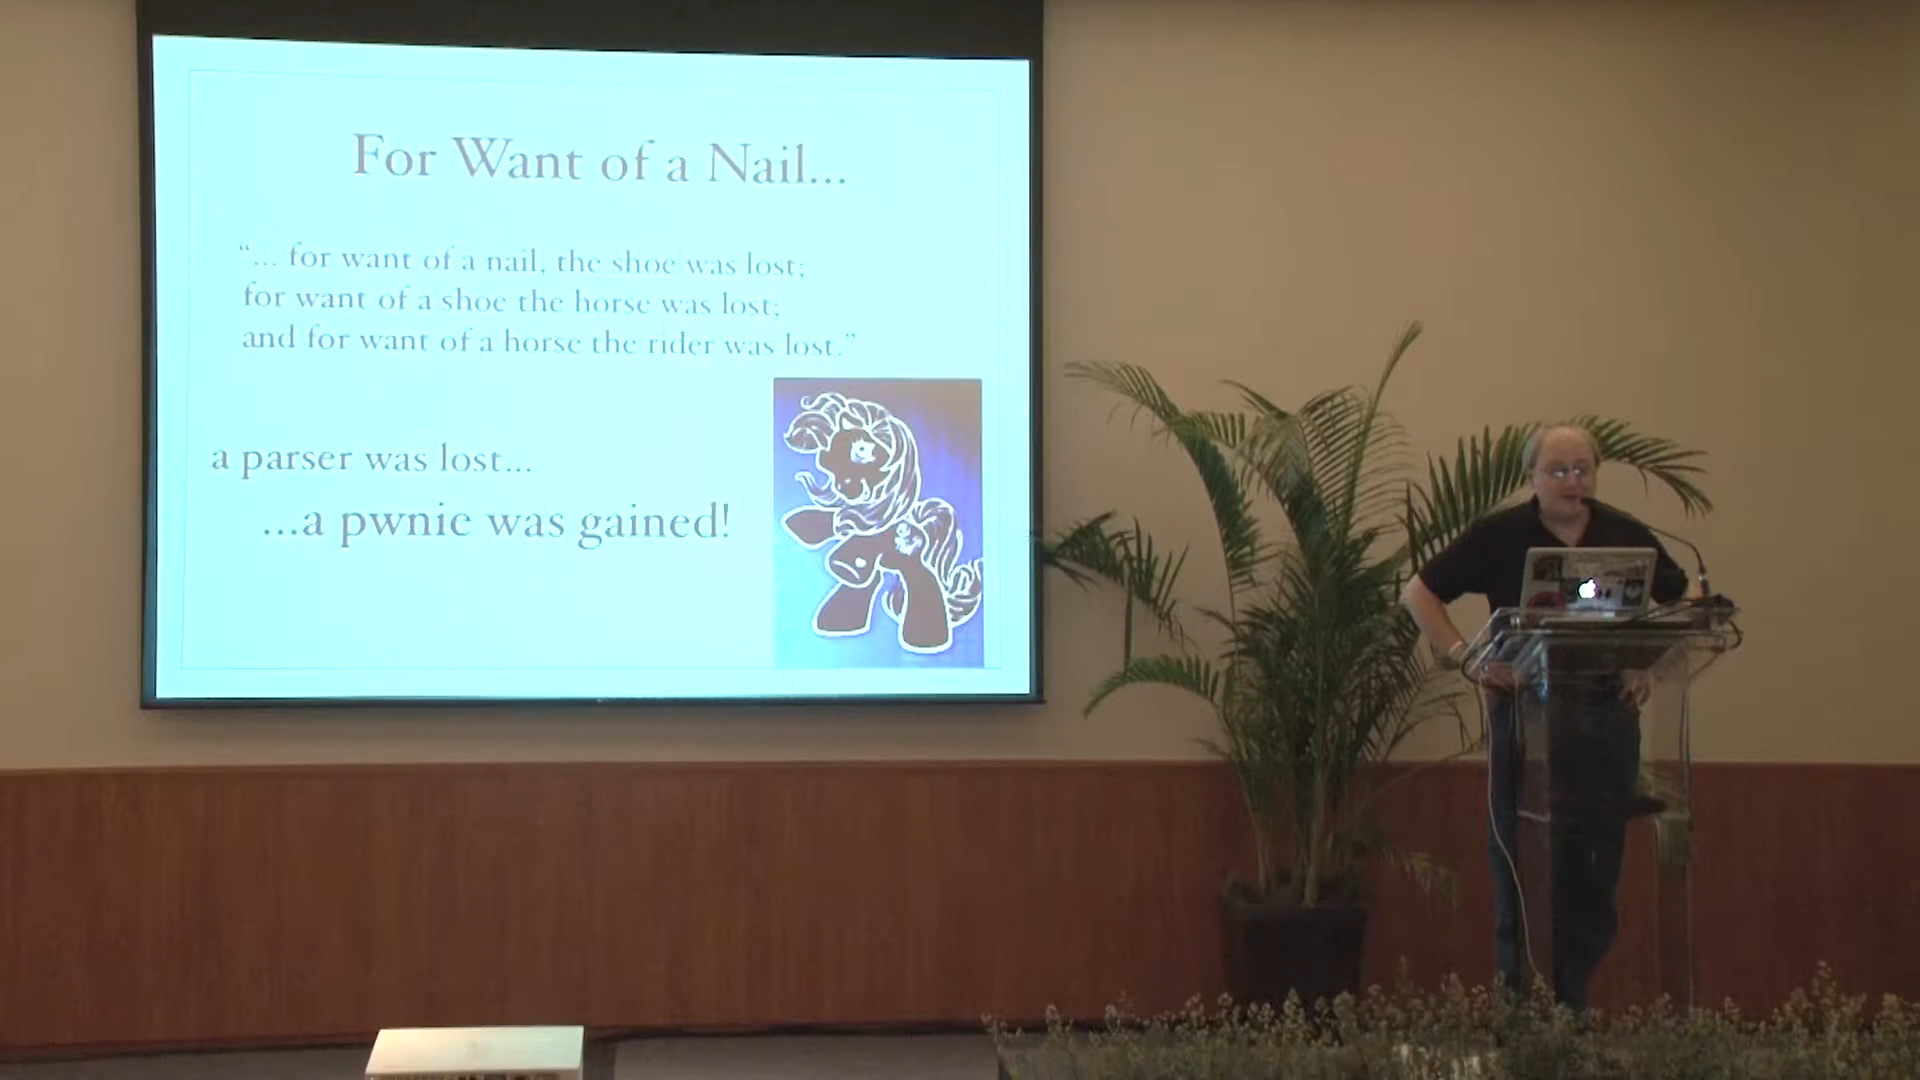 For Want of a Nail...
“... for want of a nail, the shoe was lost;
for want of a shoe the horse was lost;
and for want of a horse the rider was lost.”
a parser was lost...
...a pwnie was gained!